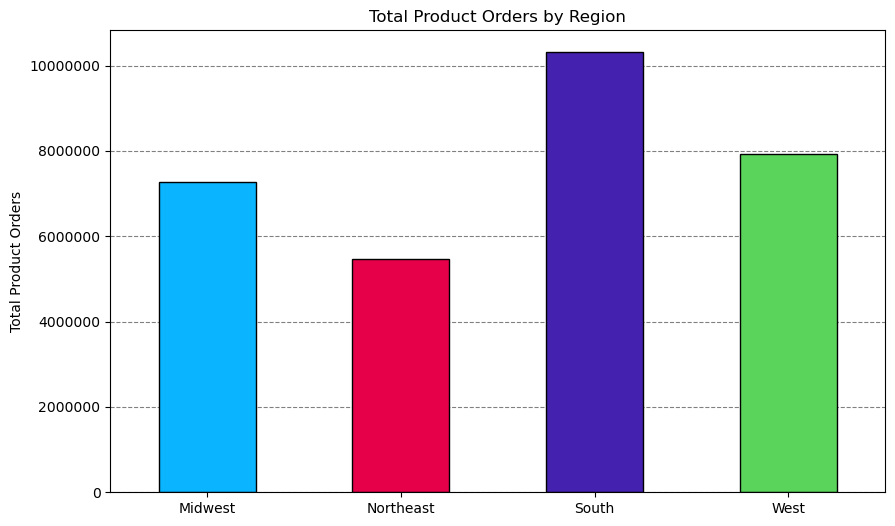 Total Product Orders by Region
Total Product Orders
10000000
8000000
6000000
4000000
2000000
0
Midwest
Northeast
South
West